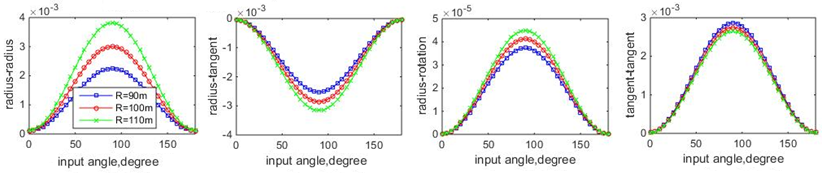 ×10⁻³
4
3
2
1
0
radius-radius
R=90m
R=100m
R=110m
0 50 100 150
input angle,degree
×10⁻³
0
-1
-2
-3
-4
radius-tangent
0 50 100 150
input angle,degree
×10⁻⁵
5
4
3
2
1
0
radius-rotation
0 50 100 150
input angle,degree
×10⁻³
3
2
1
0
tangent-tangent
0 50 100 150
input angle,degree